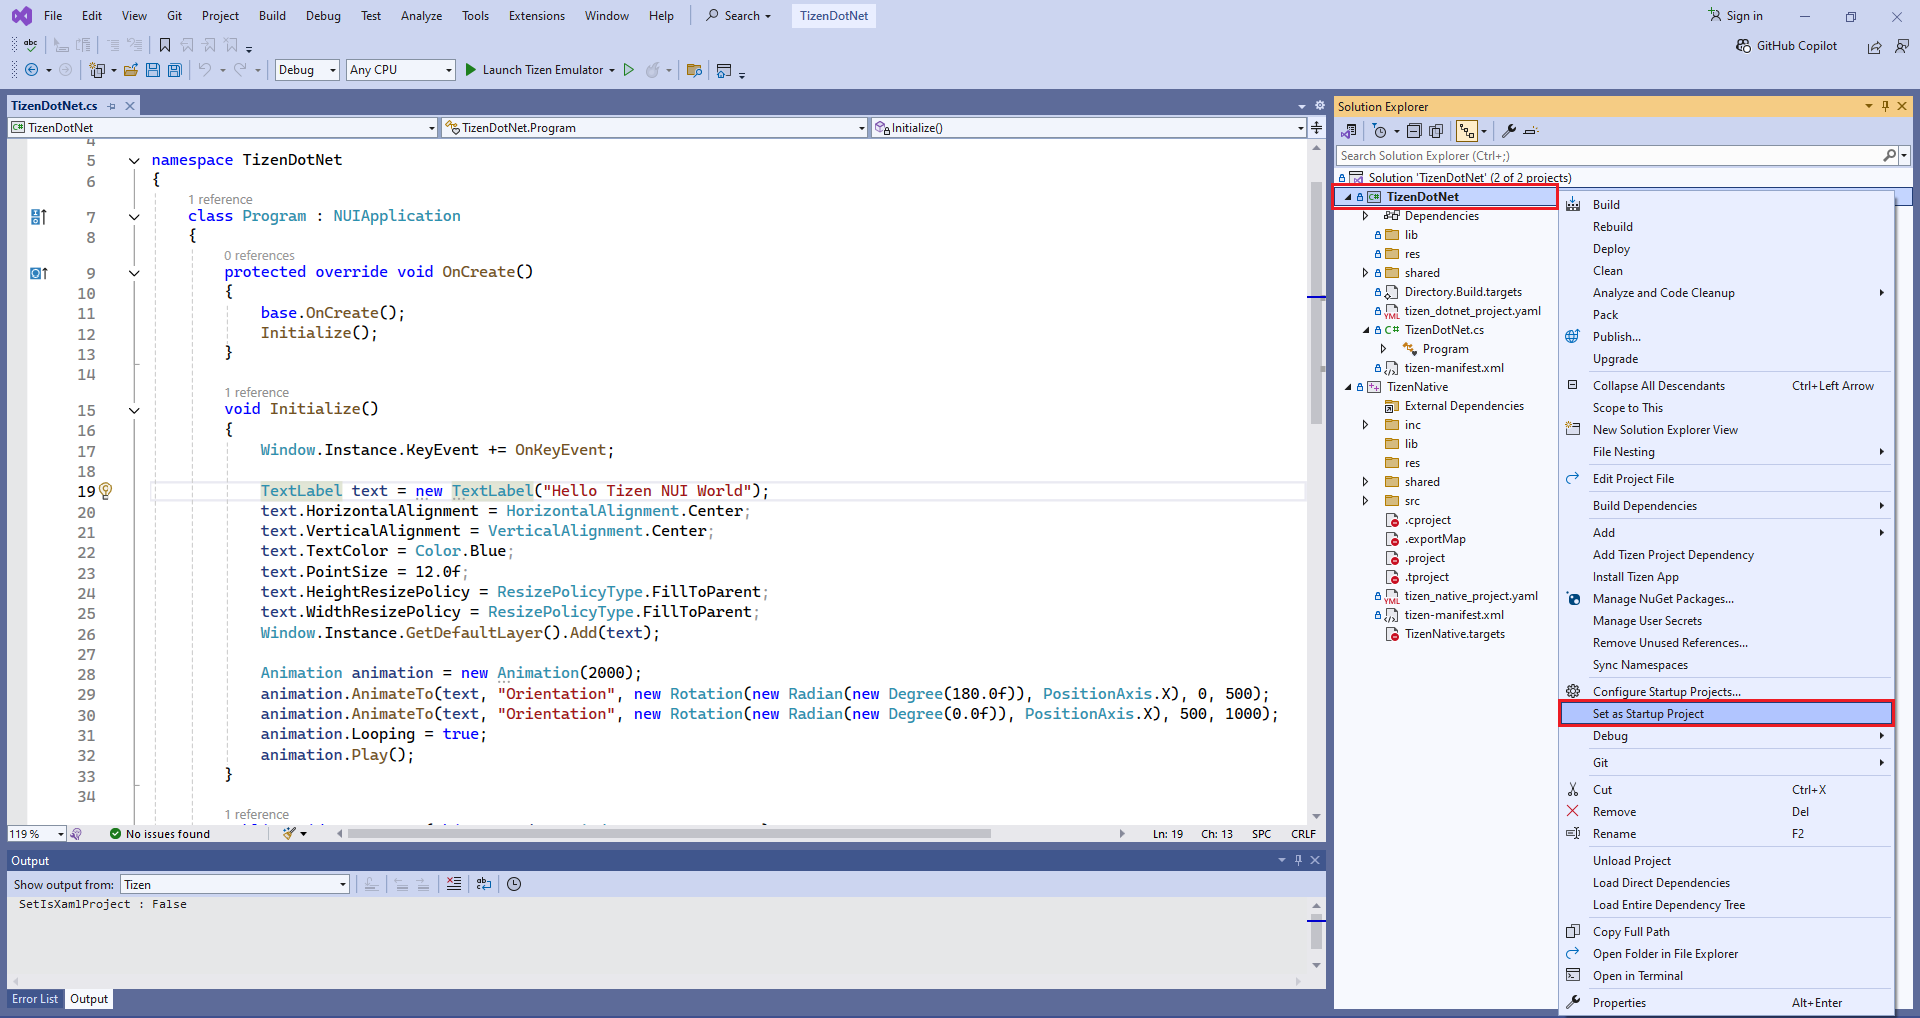 File Edit View Git Project Build Debug Test Analyze Tools Extensions Window Help Search TizenDotNet Sign in
abc GitHub Copilot
Debug Any CPU Launch Tizen Emulator
TizenDotNet.cs
C# TizenDotNet TizenDotNet.Program Initialize()
4
5 namespace TizenDotNet
6 {
1 reference
7 class Program : NUIApplication
8 {
0 references
9 protected override void OnCreate()
10 {
11 base.OnCreate();
12 Initialize();
13 }
14
1 reference
15 void Initialize()
16 {
17 Window.Instance.KeyEvent += OnKeyEvent;
18
19 TextLabel text = new TextLabel("Hello Tizen NUI World");
20 text.HorizontalAlignment = HorizontalAlignment.Center;
21 text.VerticalAlignment = VerticalAlignment.Center;
22 text.TextColor = Color.Blue;
23 text.PointSize = 12.0f;
24 text.HeightResizePolicy = ResizePolicyType.FillToParent;
25 text.WidthResizePolicy = ResizePolicyType.FillToParent;
26 Window.Instance.GetDefaultLayer().Add(text);
27
28 Animation animation = new Animation(2000);
29 animation.AnimateTo(text, "Orientation", new Rotation(new Radian(new Degree(180.0f)), PositionAxis.X), 0, 500);
30 animation.AnimateTo(text, "Orientation", new Rotation(new Radian(new Degree(0.0f)), PositionAxis.X), 500, 1000);
31 animation.Looping = true;
32 animation.Play();
33 }
34
1 reference
119 % No issues found Ln: 19 Ch: 13 SPC CRLF
Output
Show output from: Tizen
SetIsXamlProject : False
Error List Output
Solution Explorer
Search Solution Explorer (Ctrl+;)
Solution 'TizenDotNet' (2 of 2 projects)
C# TizenDotNet
Dependencies
lib
res
shared
Directory.Build.targets
YML tizen_dotnet_project.yaml
C# TizenDotNet.cs
Program
tizen-manifest.xml
TizenNative
External Dependencies
inc
lib
res
shared
src
.cproject
.exportMap
.project
.tproject
YML tizen_native_project.yaml
tizen-manifest.xml
TizenNative.targets
Build
Rebuild
Deploy
Clean
Analyze and Code Cleanup
Pack
Publish...
Upgrade
Collapse All Descendants Ctrl+Left Arrow
Scope to This
New Solution Explorer View
File Nesting
Edit Project File
Build Dependencies
Add
Add Tizen Project Dependency
Install Tizen App
Manage NuGet Packages...
Manage User Secrets
Remove Unused References...
Sync Namespaces
Configure Startup Projects...
Set as Startup Project
Debug
Git
Cut Ctrl+X
Remove Del
Rename F2
Unload Project
Load Direct Dependencies
Load Entire Dependency Tree
Copy Full Path
Open Folder in File Explorer
Open in Terminal
Properties Alt+Enter